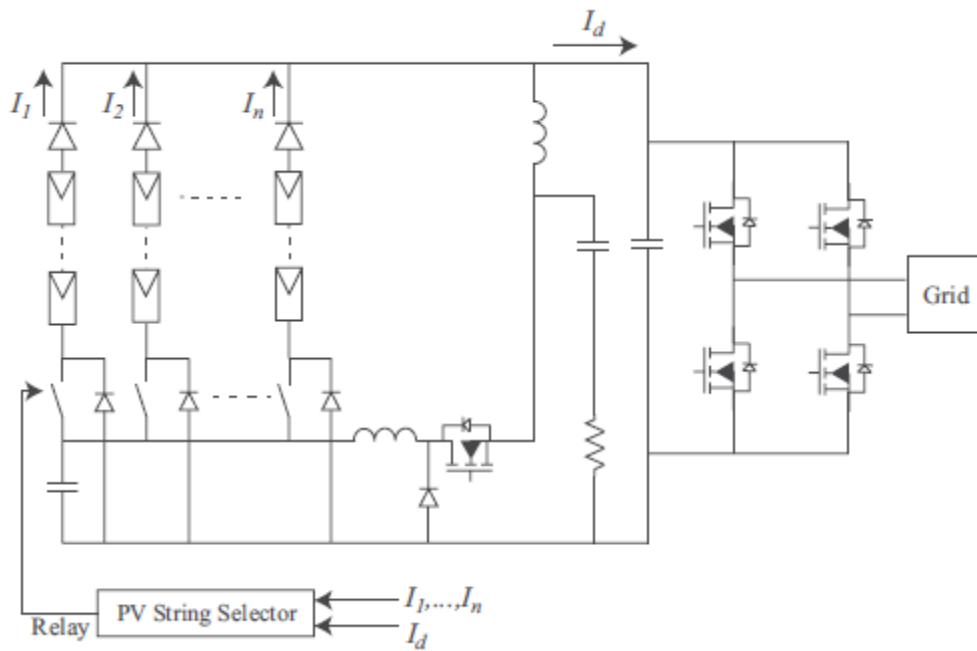 I_d
I_1
I_2
I_n
Grid
PV String Selector
I_1,...,I_n
I_d
Relay